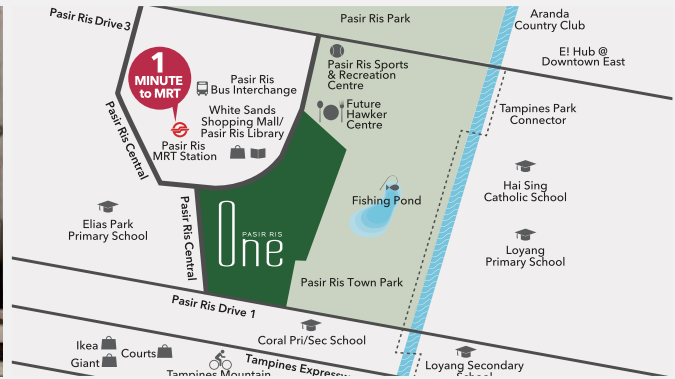 Pasir Ris Drive 3
Pasir Ris Park
Aranda
Country Club
E! Hub @
Downtown East
1
MINUTE
to MRT
Pasir Ris
Bus Interchange
Pasir Ris Sports
& Recreation
Centre
White Sands
Shopping Mall/
Pasir Ris Library
Future
Hawker
Centre
Tampines Park
Connector
Pasir Ris
MRT Station
Pasir Ris Central
Hai Sing
Catholic School
Fishing Pond
Elias Park
Primary School
Pasir Ris Central
PASIR RIS
One
Loyang
Primary School
Pasir Ris Town Park
Pasir Ris Drive 1
Coral Pri/Sec School
Ikea
Giant
Courts
Tampines Mountain
Tampines Expressw
Loyang Secondary
School